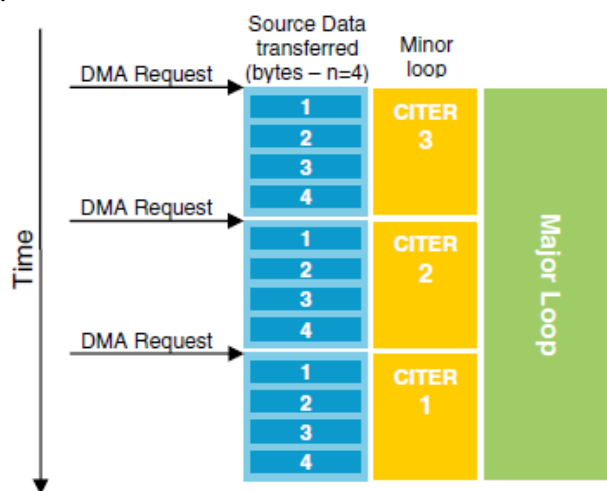 Source Data
transferred
(bytes – n=4)
Minor
loop
DMA Request
1
2
3
4
CITER
3
DMA Request
1
2
3
4
CITER
2
DMA Request
1
2
3
4
CITER
1
Major Loop
Time